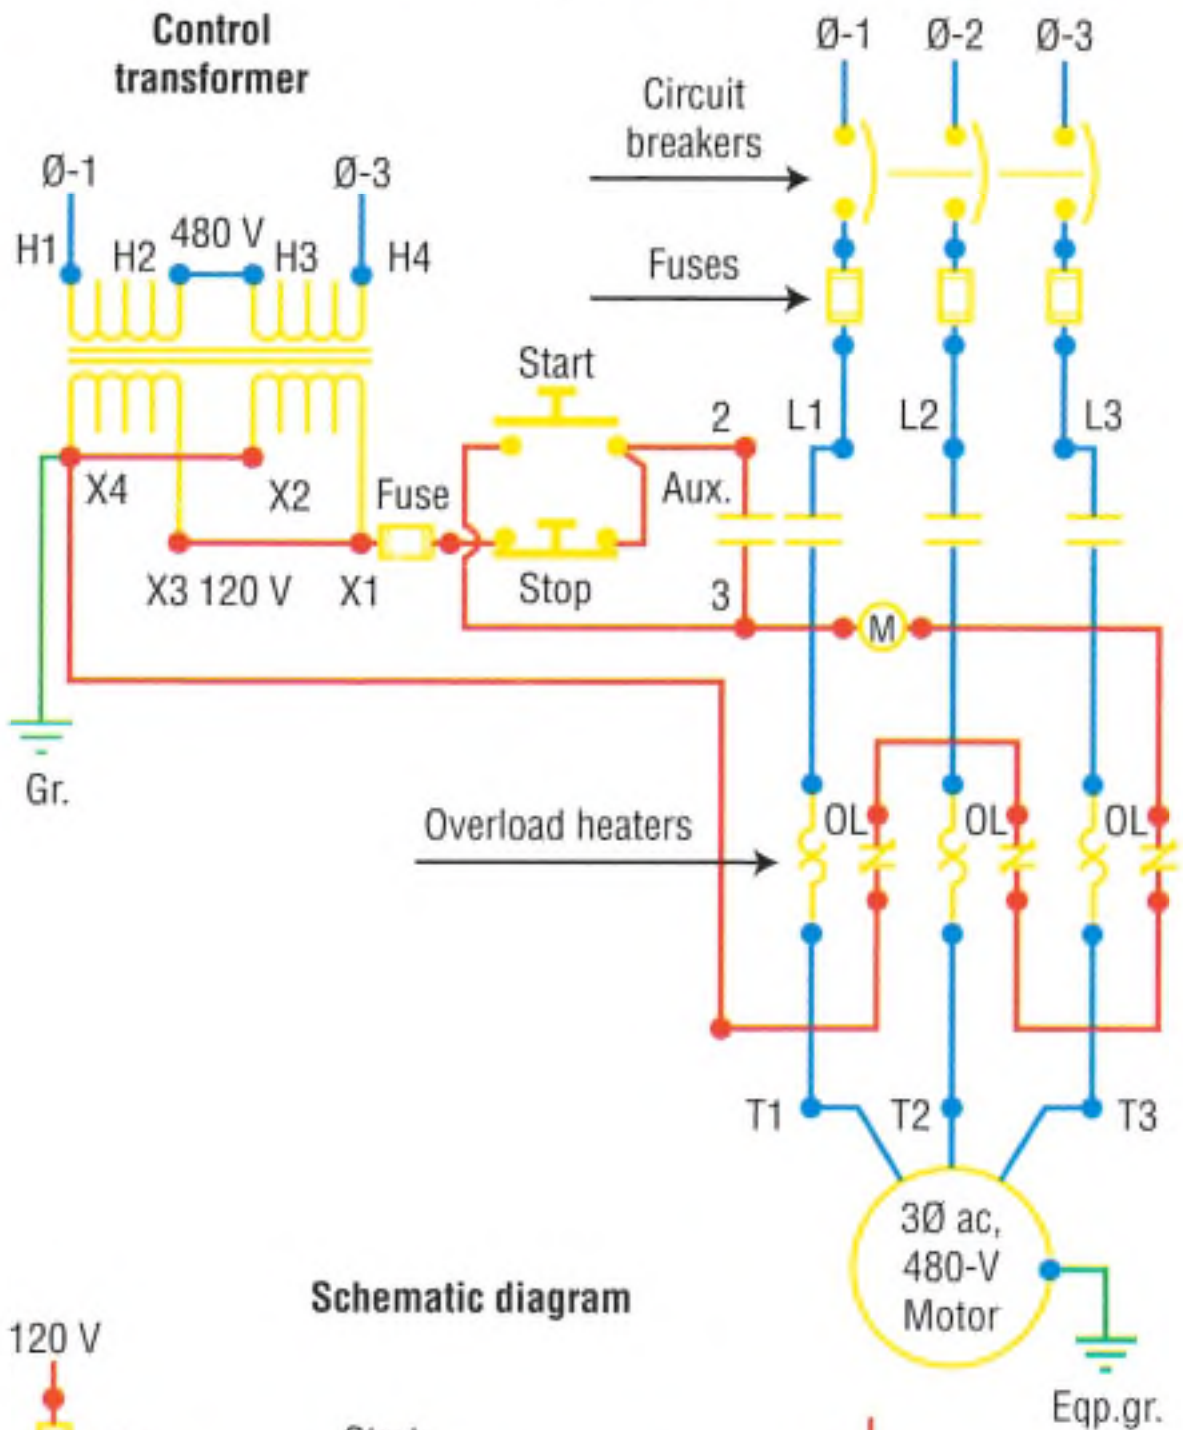 Control
transformer
Ø-1
Ø-3
H1
H2
480 V
H3
H4
X4
X2
X3 120 V
X1
Fuse
Gr.
Start
Stop
2
Aux.
3
Ø-1
Ø-2
Ø-3
Circuit
breakers
Fuses
L1
L2
L3
M
Overload heaters
OL
OL
OL
T1
T2
T3
3Ø ac,
480-V
Motor
Eqp.gr.
Schematic diagram
120 V